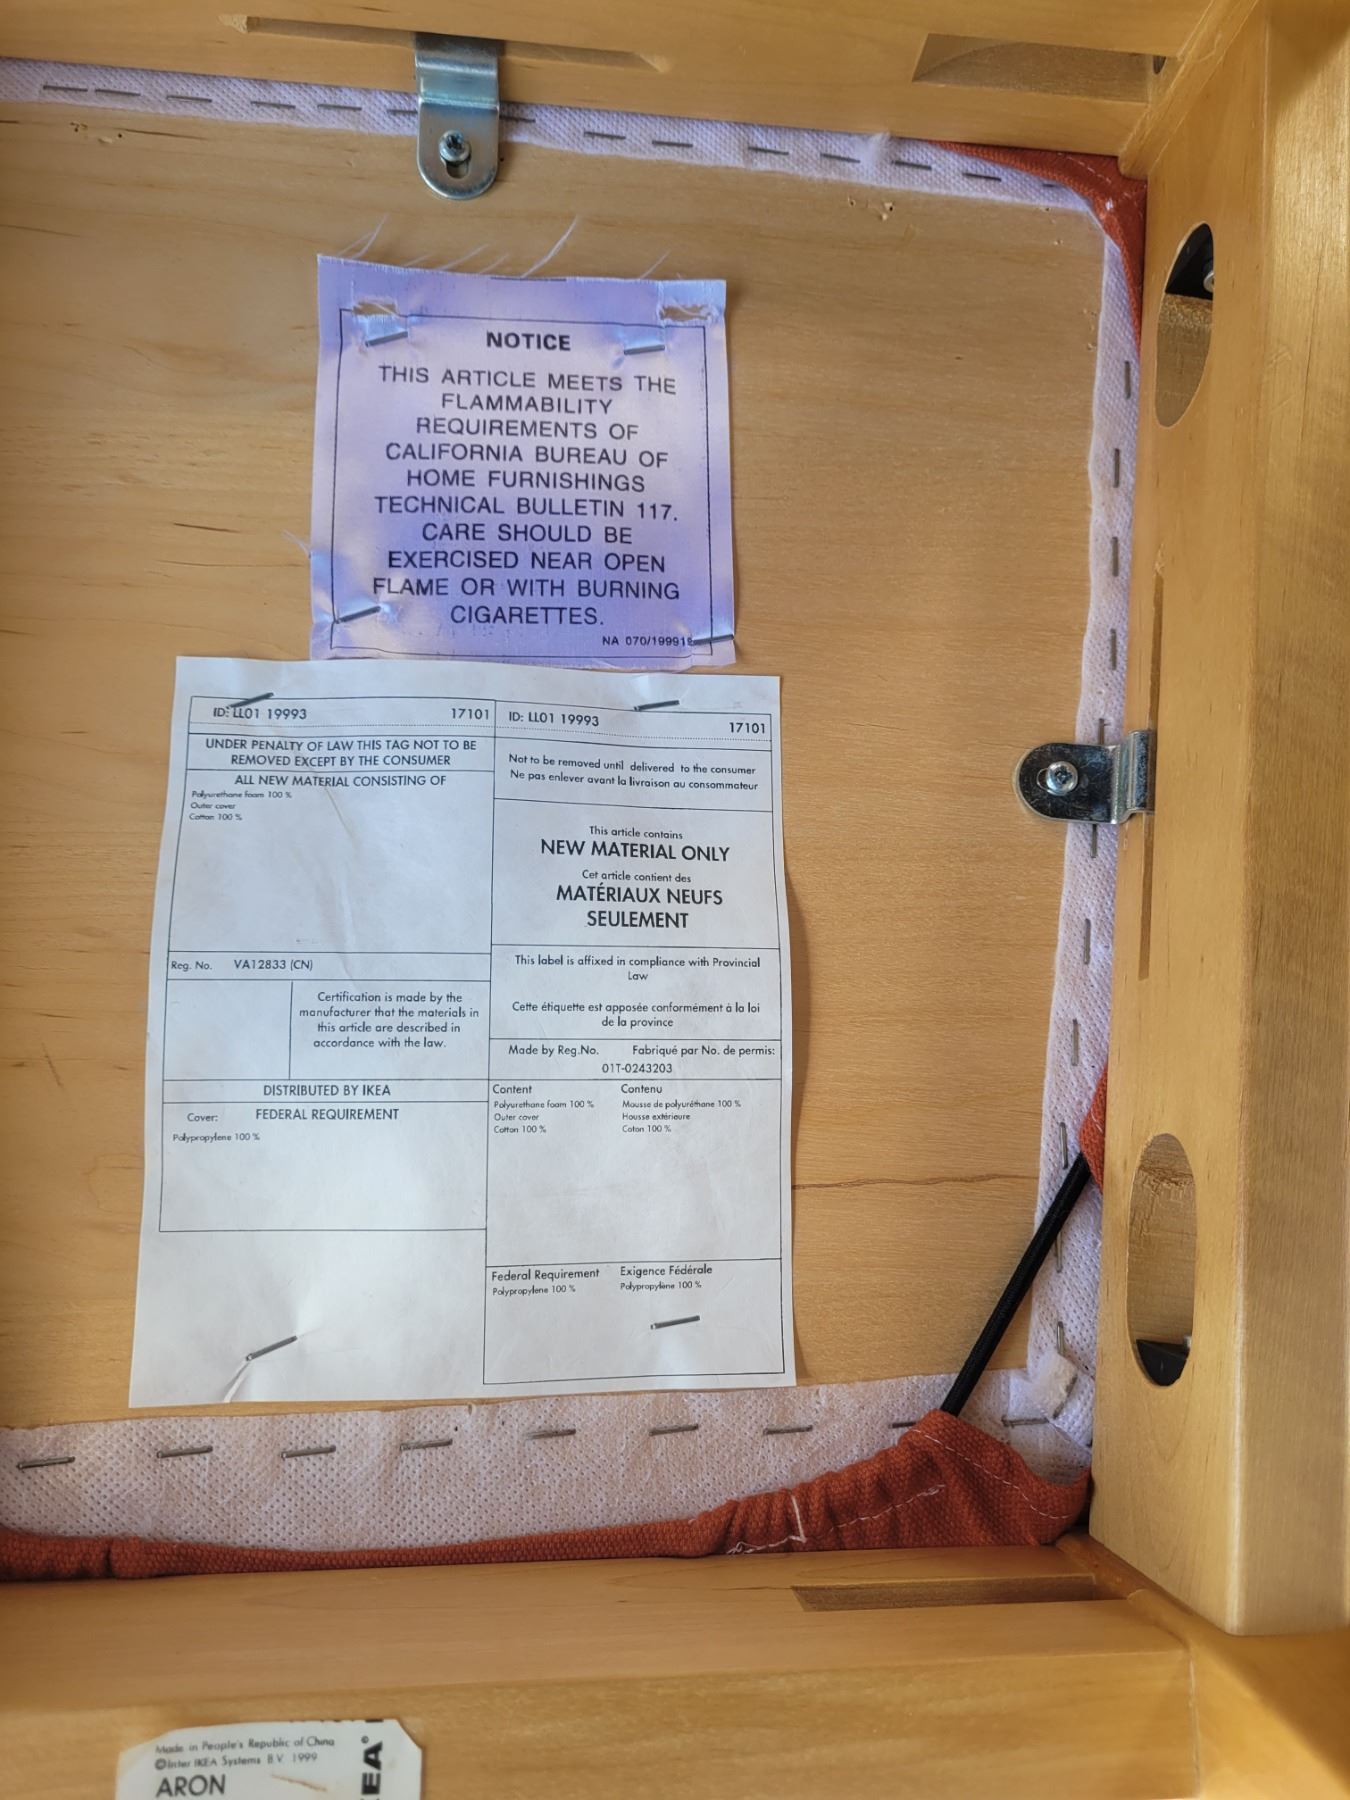 NOTICE
THIS ARTICLE MEETS THE
FLAMMABILITY
REQUIREMENTS OF
CALIFORNIA BUREAU OF
HOME FURNISHINGS
TECHNICAL BULLETIN 117.
CARE SHOULD BE
EXERCISED NEAR OPEN
FLAME OR WITH BURNING
CIGARETTES.
NA
ID: LL01 19993 17101
UNDER PENALTY OF LAW THIS TAG NOT TO BE
REMOVED EXCEPT BY THE CONSUMER
ALL NEW MATERIAL CONSISTING OF
Polyurethane foam 100 %
Outer cover
Cotton 100 %
Reg. No. VA12833 (CN)
Certification is made by the
manufacturer that the materials in
this article are described in
accordance with the law.
DISTRIBUTED BY IKEA
Cover: FEDERAL REQUIREMENT
Polypropylene 100 %
ID: LL01 19993 17101
Not to be removed until delivered to the consumer
Ne pas enlever avant la livraison au consommateur
This article contains
NEW MATERIAL ONLY
Cet article contient des
MATÉRIAUX NEUFS
SEULEMENT
This label is affixed in compliance with Provincial
Law
Cette étiquette est apposée conformément à la loi
de la province
Made by Reg.No. Fabriqué par No. de permis:
01T-0243203
Content Contenu
Polyurethane foam 100 % Mousse de polyuréthane 100 %
Outer cover Housse extérieure
Cotton 100 % Coton 100 %
Federal Requirement Exigence Fédérale
Polypropylene 100 % Polypropylène 100 %
Made in People's Republic of China
©Inter IKEA Systems B.V. 1999
ARON